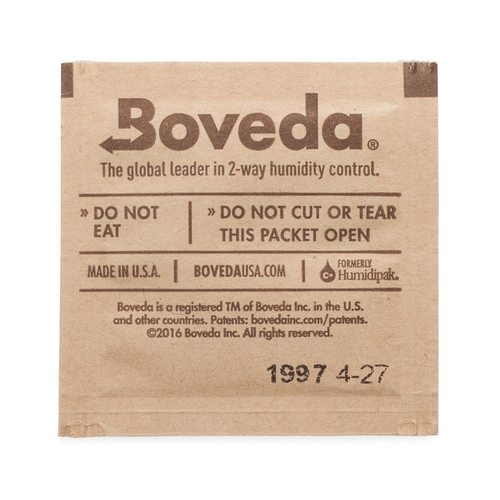 Boveda®
The global leader in 2-way humidity control.
» DO NOT
EAT
» DO NOT CUT OR TEAR
THIS PACKET OPEN
MADE IN U.S.A.
BOVEDAUSA.COM
FORMERLY
Humidipak®
Boveda is a registered TM of Boveda Inc. in the U.S.
and other countries. Patents: bovedainc.com/patents.
©2016 Boveda Inc. All rights reserved.
1997 4-27